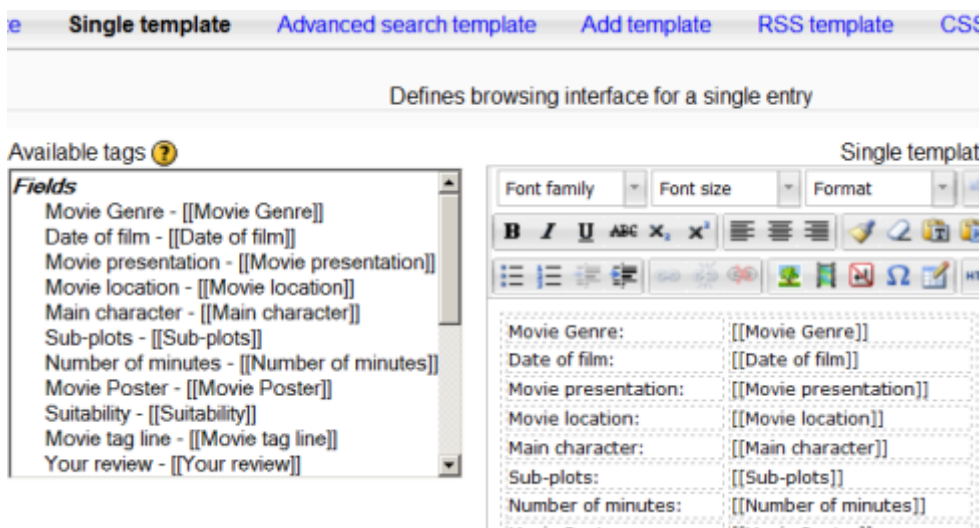 Single template Advanced search template Add template RSS template CSS
Defines browsing interface for a single entry
Available tags ?
Fields
Movie Genre - [[Movie Genre]]
Date of film - [[Date of film]]
Movie presentation - [[Movie presentation]]
Movie location - [[Movie location]]
Main character - [[Main character]]
Sub-plots - [[Sub-plots]]
Number of minutes - [[Number of minutes]]
Movie Poster - [[Movie Poster]]
Suitability - [[Suitability]]
Movie tag line - [[Movie tag line]]
Your review - [[Your review]]
Single templat
Font family Font size Format
B I U ABC x, x²
Movie Genre: [[Movie Genre]]
Date of film: [[Date of film]]
Movie presentation: [[Movie presentation]]
Movie location: [[Movie location]]
Main character: [[Main character]]
Sub-plots: [[Sub-plots]]
Number of minutes: [[Number of minutes]]